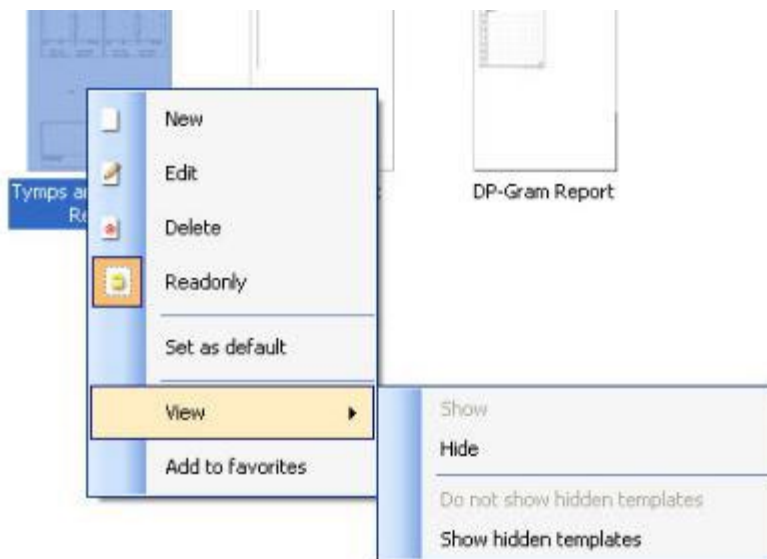 New
Edit
Tymps
DP-Gram Report
Delete
Readonly
Set as default
View
Show
Hide
Add to favorites
Do not show hidden templates
Show hidden templates